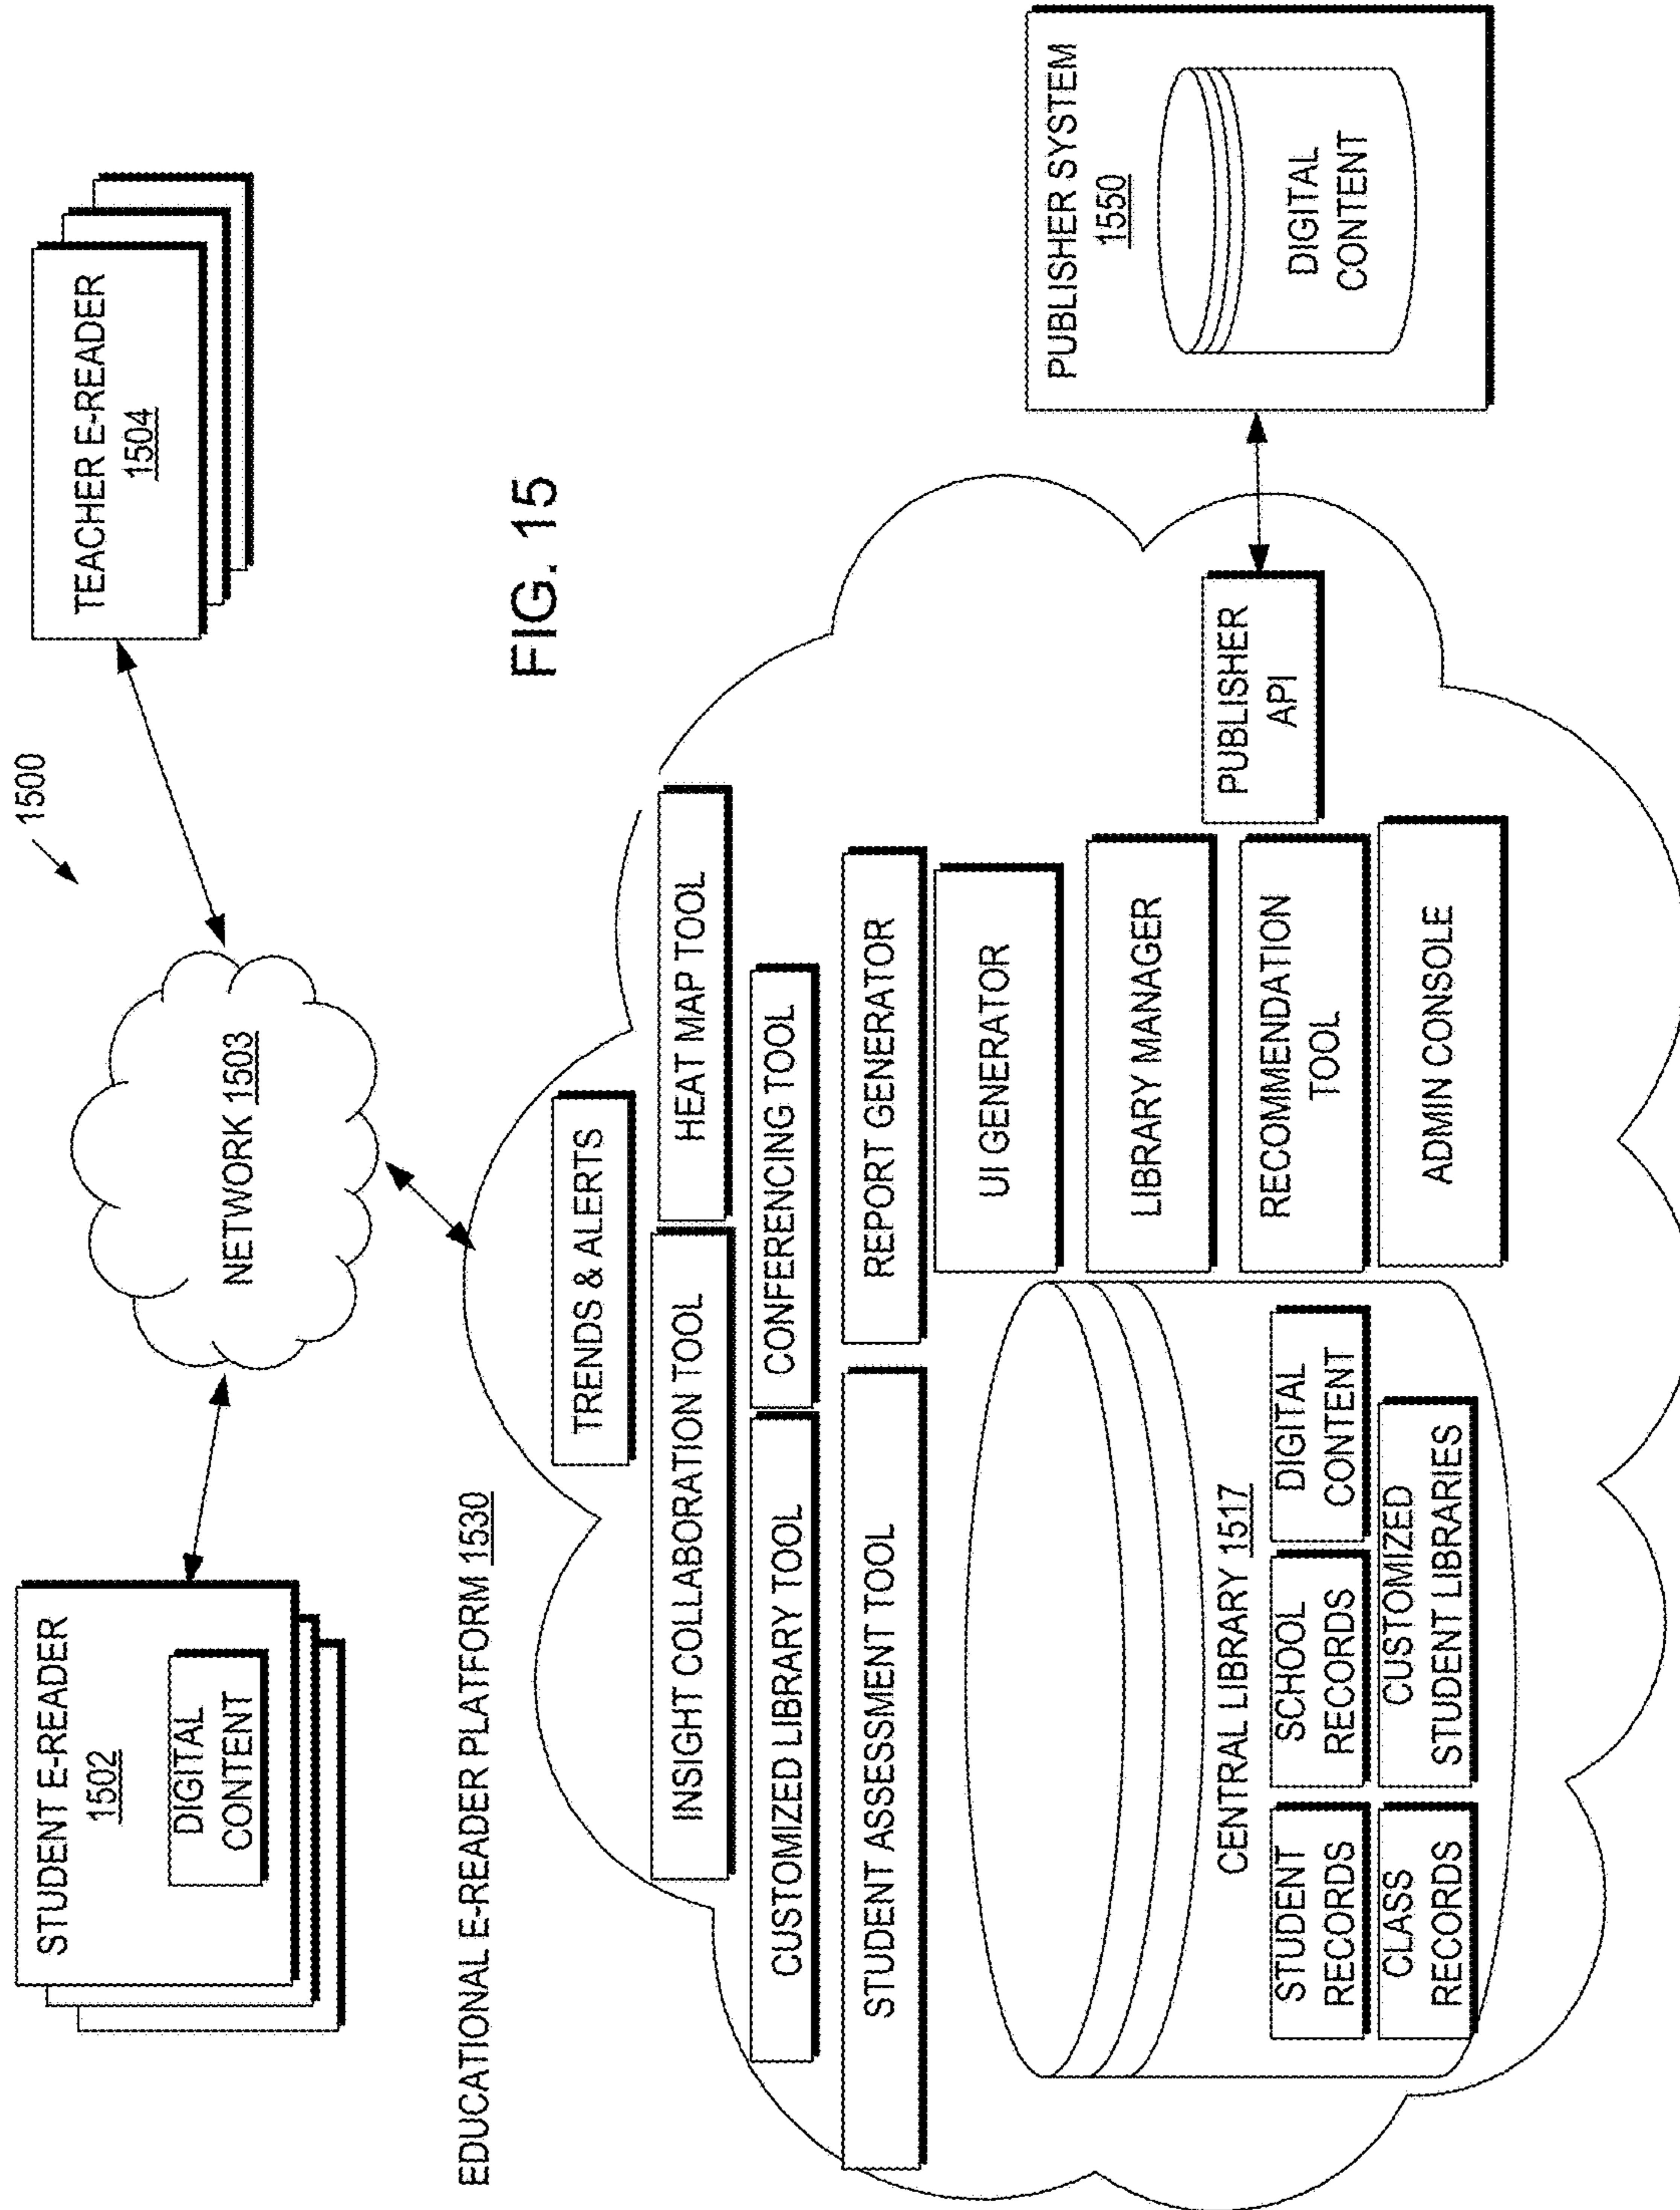 1500
STUDENT E-READER
1502
DIGITAL
CONTENT
NETWORK 1503
TEACHER E-READER
1504
EDUCATIONAL E-READER PLATFORM 1530
FIG. 15
TRENDS & ALERTS
INSIGHT COLLABORATION TOOL
HEAT MAP TOOL
CUSTOMIZED LIBRARY TOOL
CONFERENCING TOOL
STUDENT ASSESSMENT TOOL
REPORT GENERATOR
UI GENERATOR
LIBRARY MANAGER
RECOMMENDATION
TOOL
ADMIN CONSOLE
PUBLISHER
API
CENTRAL LIBRARY 1517
STUDENT
RECORDS
SCHOOL
RECORDS
DIGITAL
CONTENT
CLASS
RECORDS
CUSTOMIZED
STUDENT LIBRARIES
PUBLISHER SYSTEM
1550
DIGITAL
CONTENT